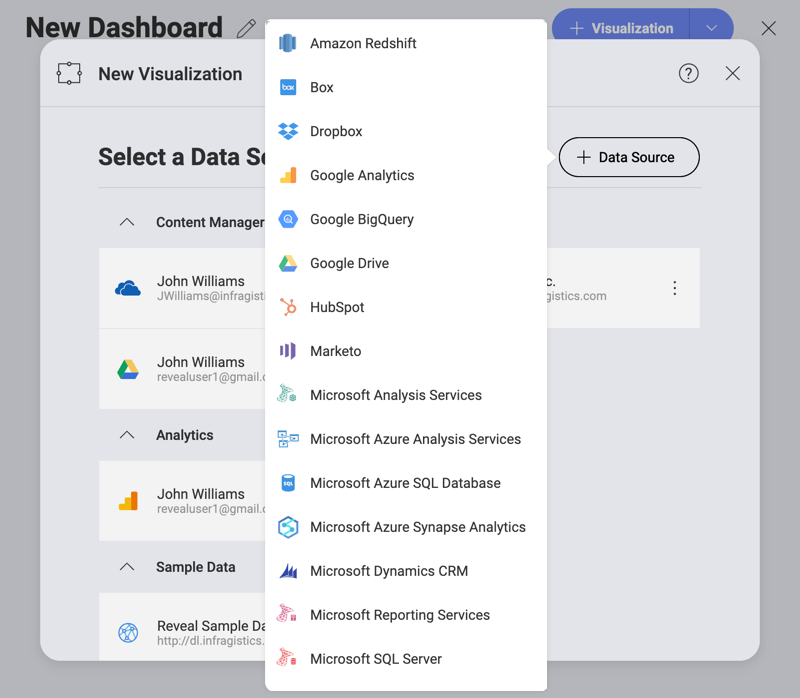 New Dashboard
Visualization
New Visualization
Select a Data
Data Source
Content Manager
John Williams
JWilliams@infragisti
c.
gistics.com
John Williams
revealuser1@gmail.c
Analytics
John Williams
revealuser1@gmail.c
Sample Data
Reveal Sample Da
http://dl.infragistics.
Amazon Redshift
box
Box
Dropbox
Google Analytics
Google BigQuery
Google Drive
HubSpot
Marketo
Microsoft Analysis Services
Microsoft Azure Analysis Services
SQL
Microsoft Azure SQL Database
Microsoft Azure Synapse Analytics
Microsoft Dynamics CRM
Microsoft Reporting Services
Microsoft SQL Server